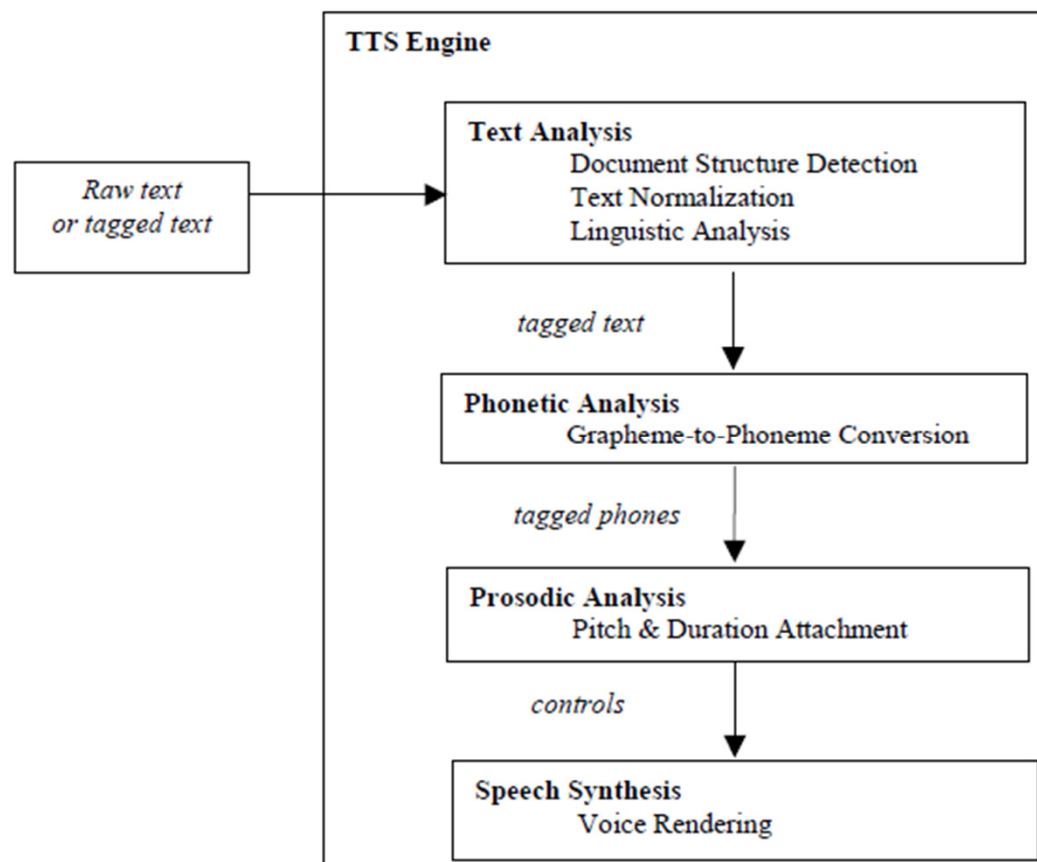 TTS Engine
Text Analysis
Document Structure Detection
Text Normalization
Linguistic Analysis
Raw text
or tagged text
tagged text
Phonetic Analysis
Grapheme-to-Phoneme Conversion
tagged phones
Prosodic Analysis
Pitch & Duration Attachment
controls
Speech Synthesis
Voice Rendering